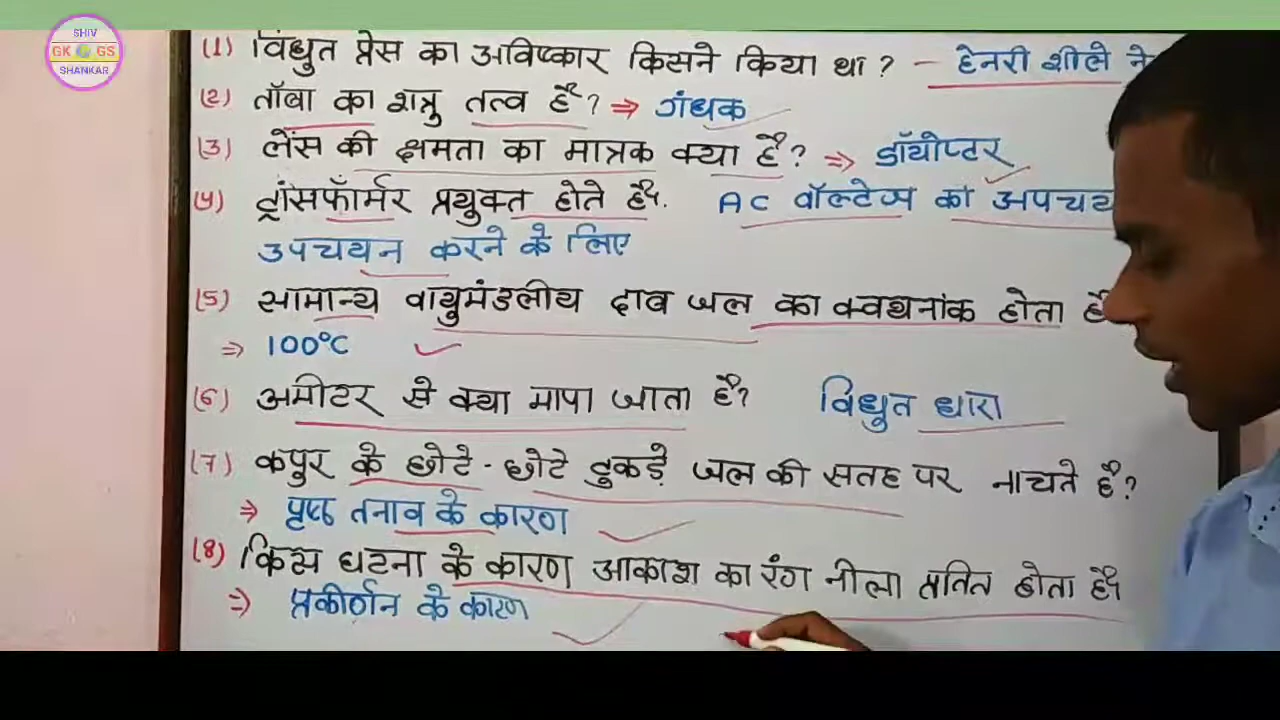 SHIV
GK GS
SHANKAR
(1) विद्युत प्रेस का अविष्कार किसने किया था? - हेनरी शीले ने
(2) ताँबा का शत्रु तत्व है? ⇒ गंधक
(3) लेंस की क्षमता का मात्रक क्या है? ⇒ डॉयोप्टर
(4) ट्रांसफॉर्मर प्रयुक्त होते है। AC वॉल्टेज का अपचय
उपचयन करने के लिए
(5) सामान्य वायुमंडलीय दाब जल का क्वथनांक होता है
⇒ 100°C
(6) अमीटर से क्या मापा जाता है? विद्युत धारा
(7) कपुर के छोटे-छोटे टुकड़े जल की सतह पर नाचते है?
⇒ पृष्ठ तनाव के कारण
(8) किस घटना के कारण आकाश का रंग नीला प्रतित होता है।
⇒ प्रकीर्णन के कारण